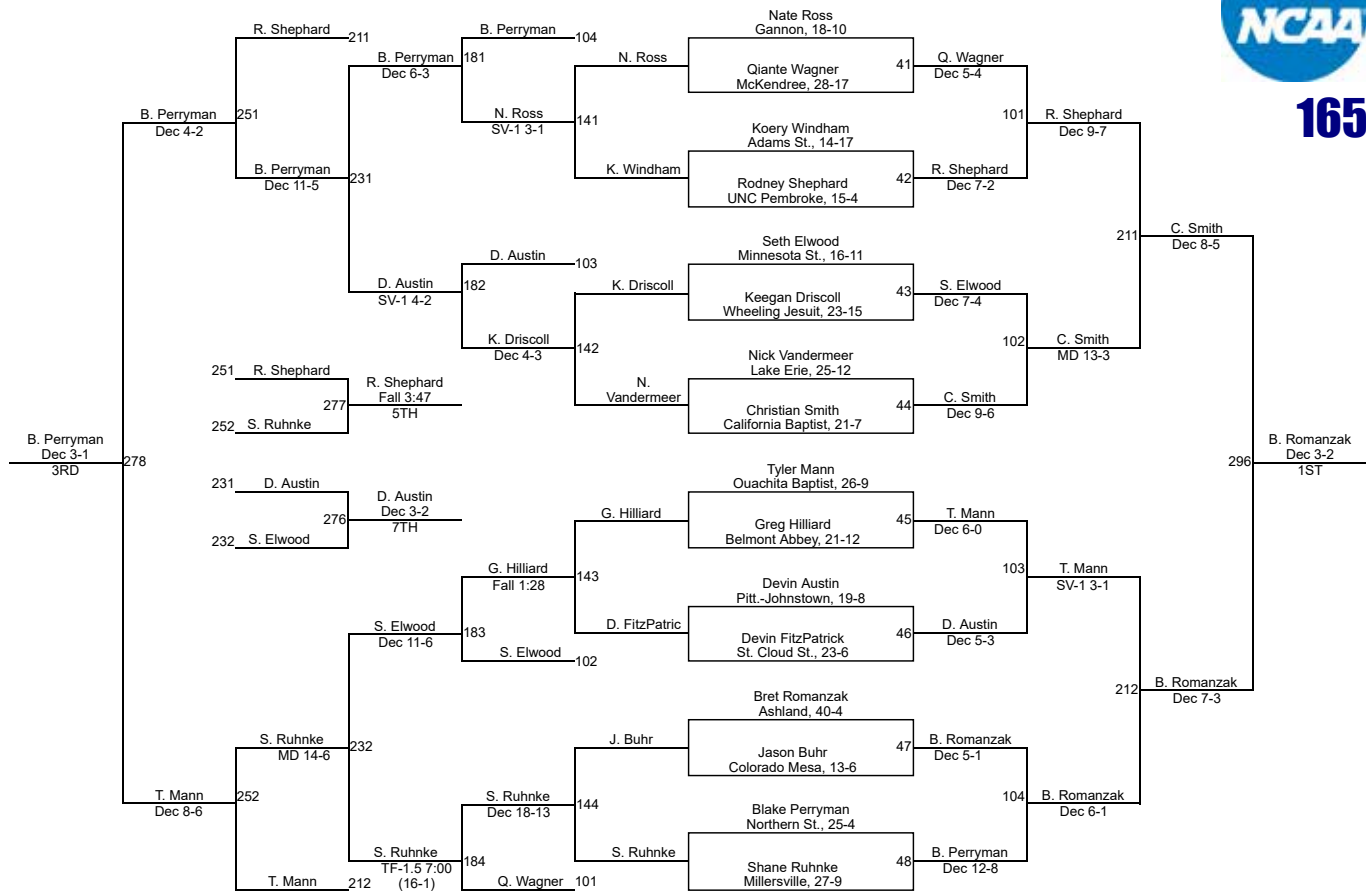 NCAA
165
R. Shephard
211
B. Perryman
Dec 4-2
251
B. Perryman
Dec 11-5
231
B. Perryman
Dec 6-3
181
B. Perryman
104
N. Ross
SV-1 3-1
141
N. Ross
K. Windham
D. Austin
SV-1 4-2
182
D. Austin
103
K. Driscoll
Dec 4-3
142
K. Driscoll
N.
Vandermeer
251
R. Shephard
252
S. Ruhnke
277
R. Shephard
Fall 3:47
5TH
B. Perryman
Dec 3-1
3RD
278
231
D. Austin
232
S. Elwood
276
D. Austin
Dec 3-2
7TH
G. Hilliard
Fall 1:28
143
G. Hilliard
D. FitzPatric
S. Elwood
Dec 11-6
183
S. Elwood
102
S. Ruhnke
MD 14-6
232
T. Mann
Dec 8-6
252
T. Mann
212
S. Ruhnke
TF-1.5 7:00
(16-1)
184
S. Ruhnke
Dec 18-13
144
Q. Wagner
101
J. Buhr
S. Ruhnke
Nate Ross
Gannon, 18-10
Qiante Wagner
McKendree, 28-17
41
Q. Wagner
Dec 5-4
Koery Windham
Adams St., 14-17
Rodney Shephard
UNC Pembroke, 15-4
42
R. Shephard
Dec 7-2
101
R. Shephard
Dec 9-7
Seth Elwood
Minnesota St., 16-11
Keegan Driscoll
Wheeling Jesuit, 23-15
43
S. Elwood
Dec 7-4
Nick Vandermeer
Lake Erie, 25-12
Christian Smith
California Baptist, 21-7
44
C. Smith
Dec 9-6
102
C. Smith
MD 13-3
211
C. Smith
Dec 8-5
Tyler Mann
Ouachita Baptist, 26-9
Greg Hilliard
Belmont Abbey, 21-12
45
T. Mann
Dec 6-0
Devin Austin
Pitt.-Johnstown, 19-8
Devin FitzPatrick
St. Cloud St., 23-6
46
D. Austin
Dec 5-3
103
T. Mann
SV-1 3-1
Bret Romanzak
Ashland, 40-4
Jason Buhr
Colorado Mesa, 13-6
47
B. Romanzak
Dec 5-1
Blake Perryman
Northern St., 25-4
Shane Ruhnke
Millersville, 27-9
48
B. Perryman
Dec 12-8
104
B. Romanzak
Dec 6-1
212
B. Romanzak
Dec 7-3
296
B. Romanzak
Dec 3-2
1ST